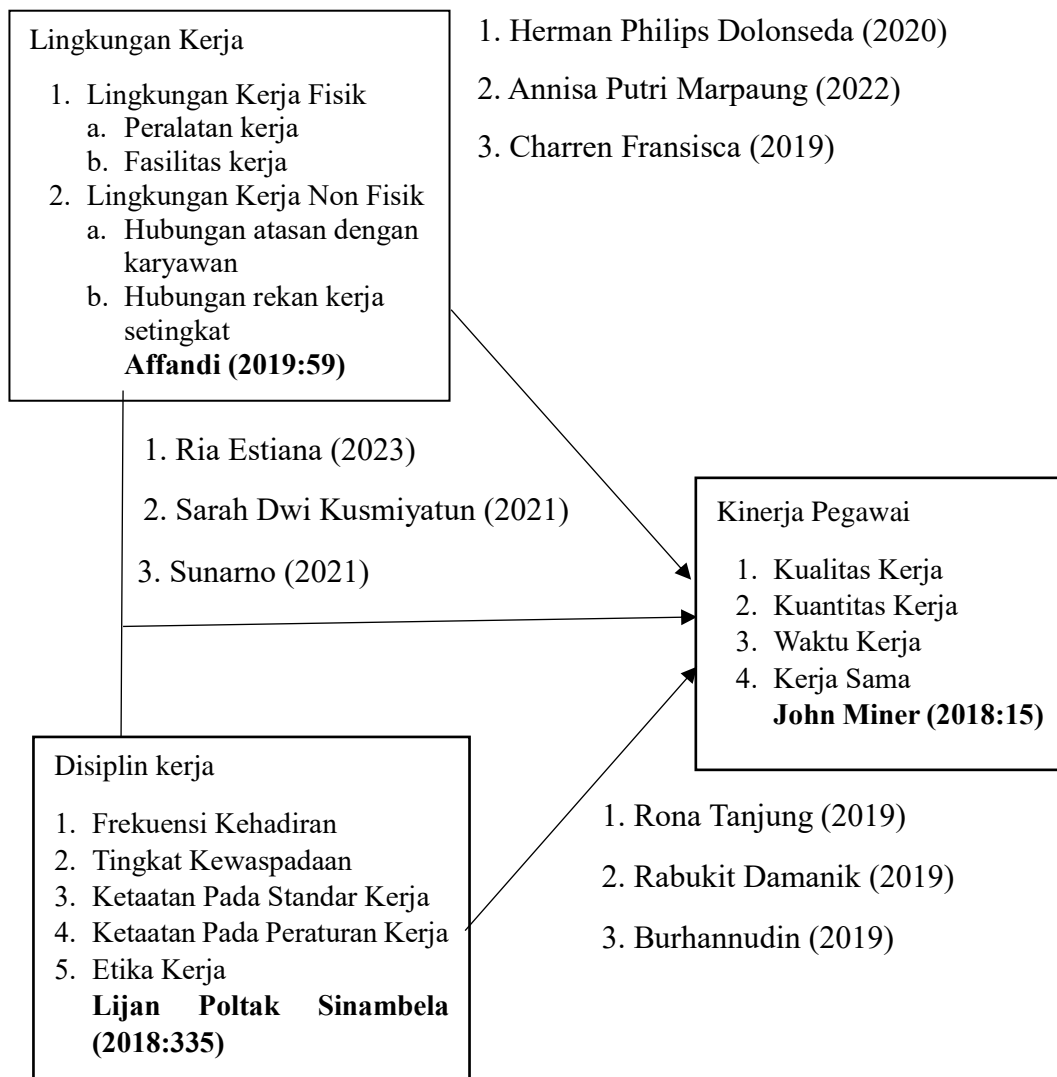 Lingkungan Kerja
1. Lingkungan Kerja Fisik
a. Peralatan kerja
b. Fasilitas kerja
2. Lingkungan Kerja Non Fisik
a. Hubungan atasan dengan
karyawan
b. Hubungan rekan kerja
setingkat
Affandi (2019:59)
1. Herman Philips Dolonseda (2020)
2. Annisa Putri Marpaung (2022)
3. Charren Fransisca (2019)
1. Ria Estiana (2023)
2. Sarah Dwi Kusmiyatun (2021)
3. Sunarno (2021)
Kinerja Pegawai
1. Kualitas Kerja
2. Kuantitas Kerja
3. Waktu Kerja
4. Kerja Sama
John Miner (2018:15)
Disiplin kerja
1. Frekuensi Kehadiran
2. Tingkat Kewaspadaan
3. Ketaatan Pada Standar Kerja
4. Ketaatan Pada Peraturan Kerja
5. Etika Kerja
Lijan Poltak Sinambela
(2018:335)
1. Rona Tanjung (2019)
2. Rabukit Damanik (2019)
3. Burhannudin (2019)